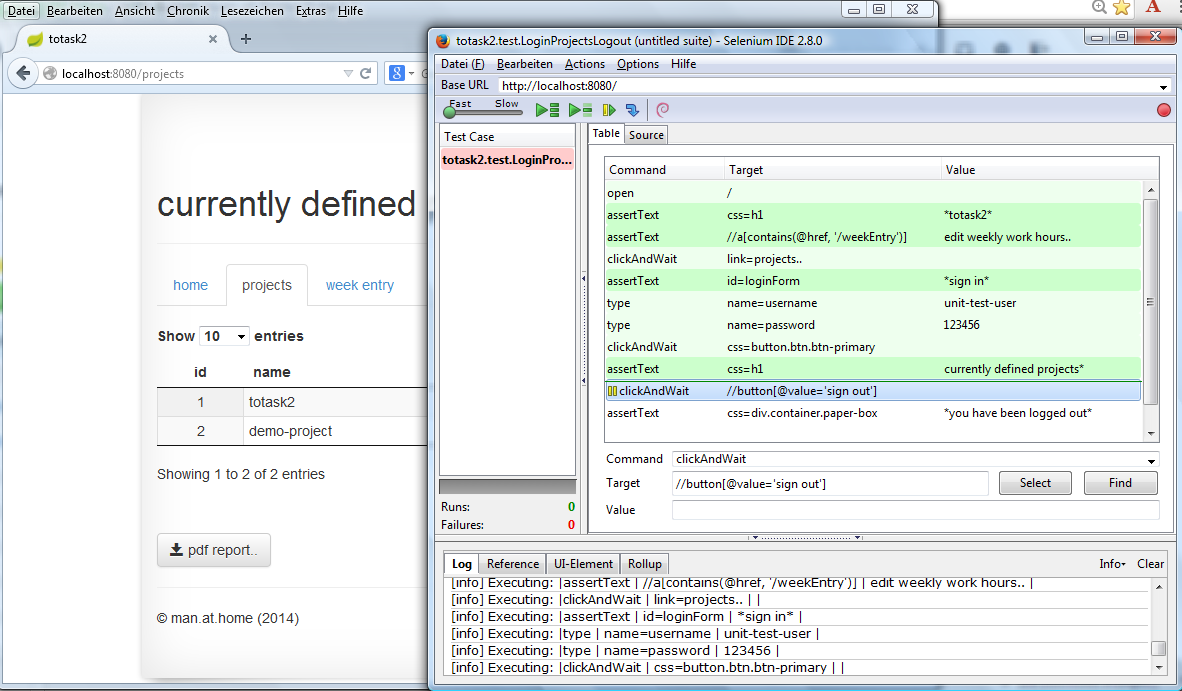 Datei Bearbeiten Ansicht Chronik Lesezeichen Extras Hilfe
totask2
localhost:8080/projects
currently defined
home projects week entry
Show 10 entries
id name
1 totask2
2 demo-project
Showing 1 to 2 of 2 entries
pdf report..
© man.at.home (2014)
totask2.test.LoginProjectsLogout (untitled suite) - Selenium IDE 2.8.0
Datei (F) Bearbeiten Actions Options Hilfe
Base URL http://localhost:8080/
Fast Slow
Test Case
totask2.test.LoginPro...
Runs: 0
Failures: 0
Table Source
Command Target Value
open /
assertText css=h1 *totask2*
assertText //a[contains(@href, '/weekEntry')] edit weekly work hours..
clickAndWait link=projects..
assertText id=loginForm *sign in*
type name=username unit-test-user
type name=password 123456
clickAndWait css=button.btn.btn-primary
assertText css=h1 currently defined projects*
clickAndWait //button[@value='sign out']
assertText css=div.container.paper-box *you have been logged out*
Command clickAndWait
Target //button[@value='sign out'] Select Find
Value
Log Reference UI-Element Rollup Info Clear
[info] Executing: |assertText | //a[contains(@href, '/weekEntry')] | edit weekly work hours.. |
[info] Executing: |clickAndWait | link=projects.. | |
[info] Executing: |assertText | id=loginForm | *sign in* |
[info] Executing: |type | name=username | unit-test-user |
[info] Executing: |type | name=password | 123456 |
[info] Executing: |clickAndWait | css=button.btn.btn-primary | |